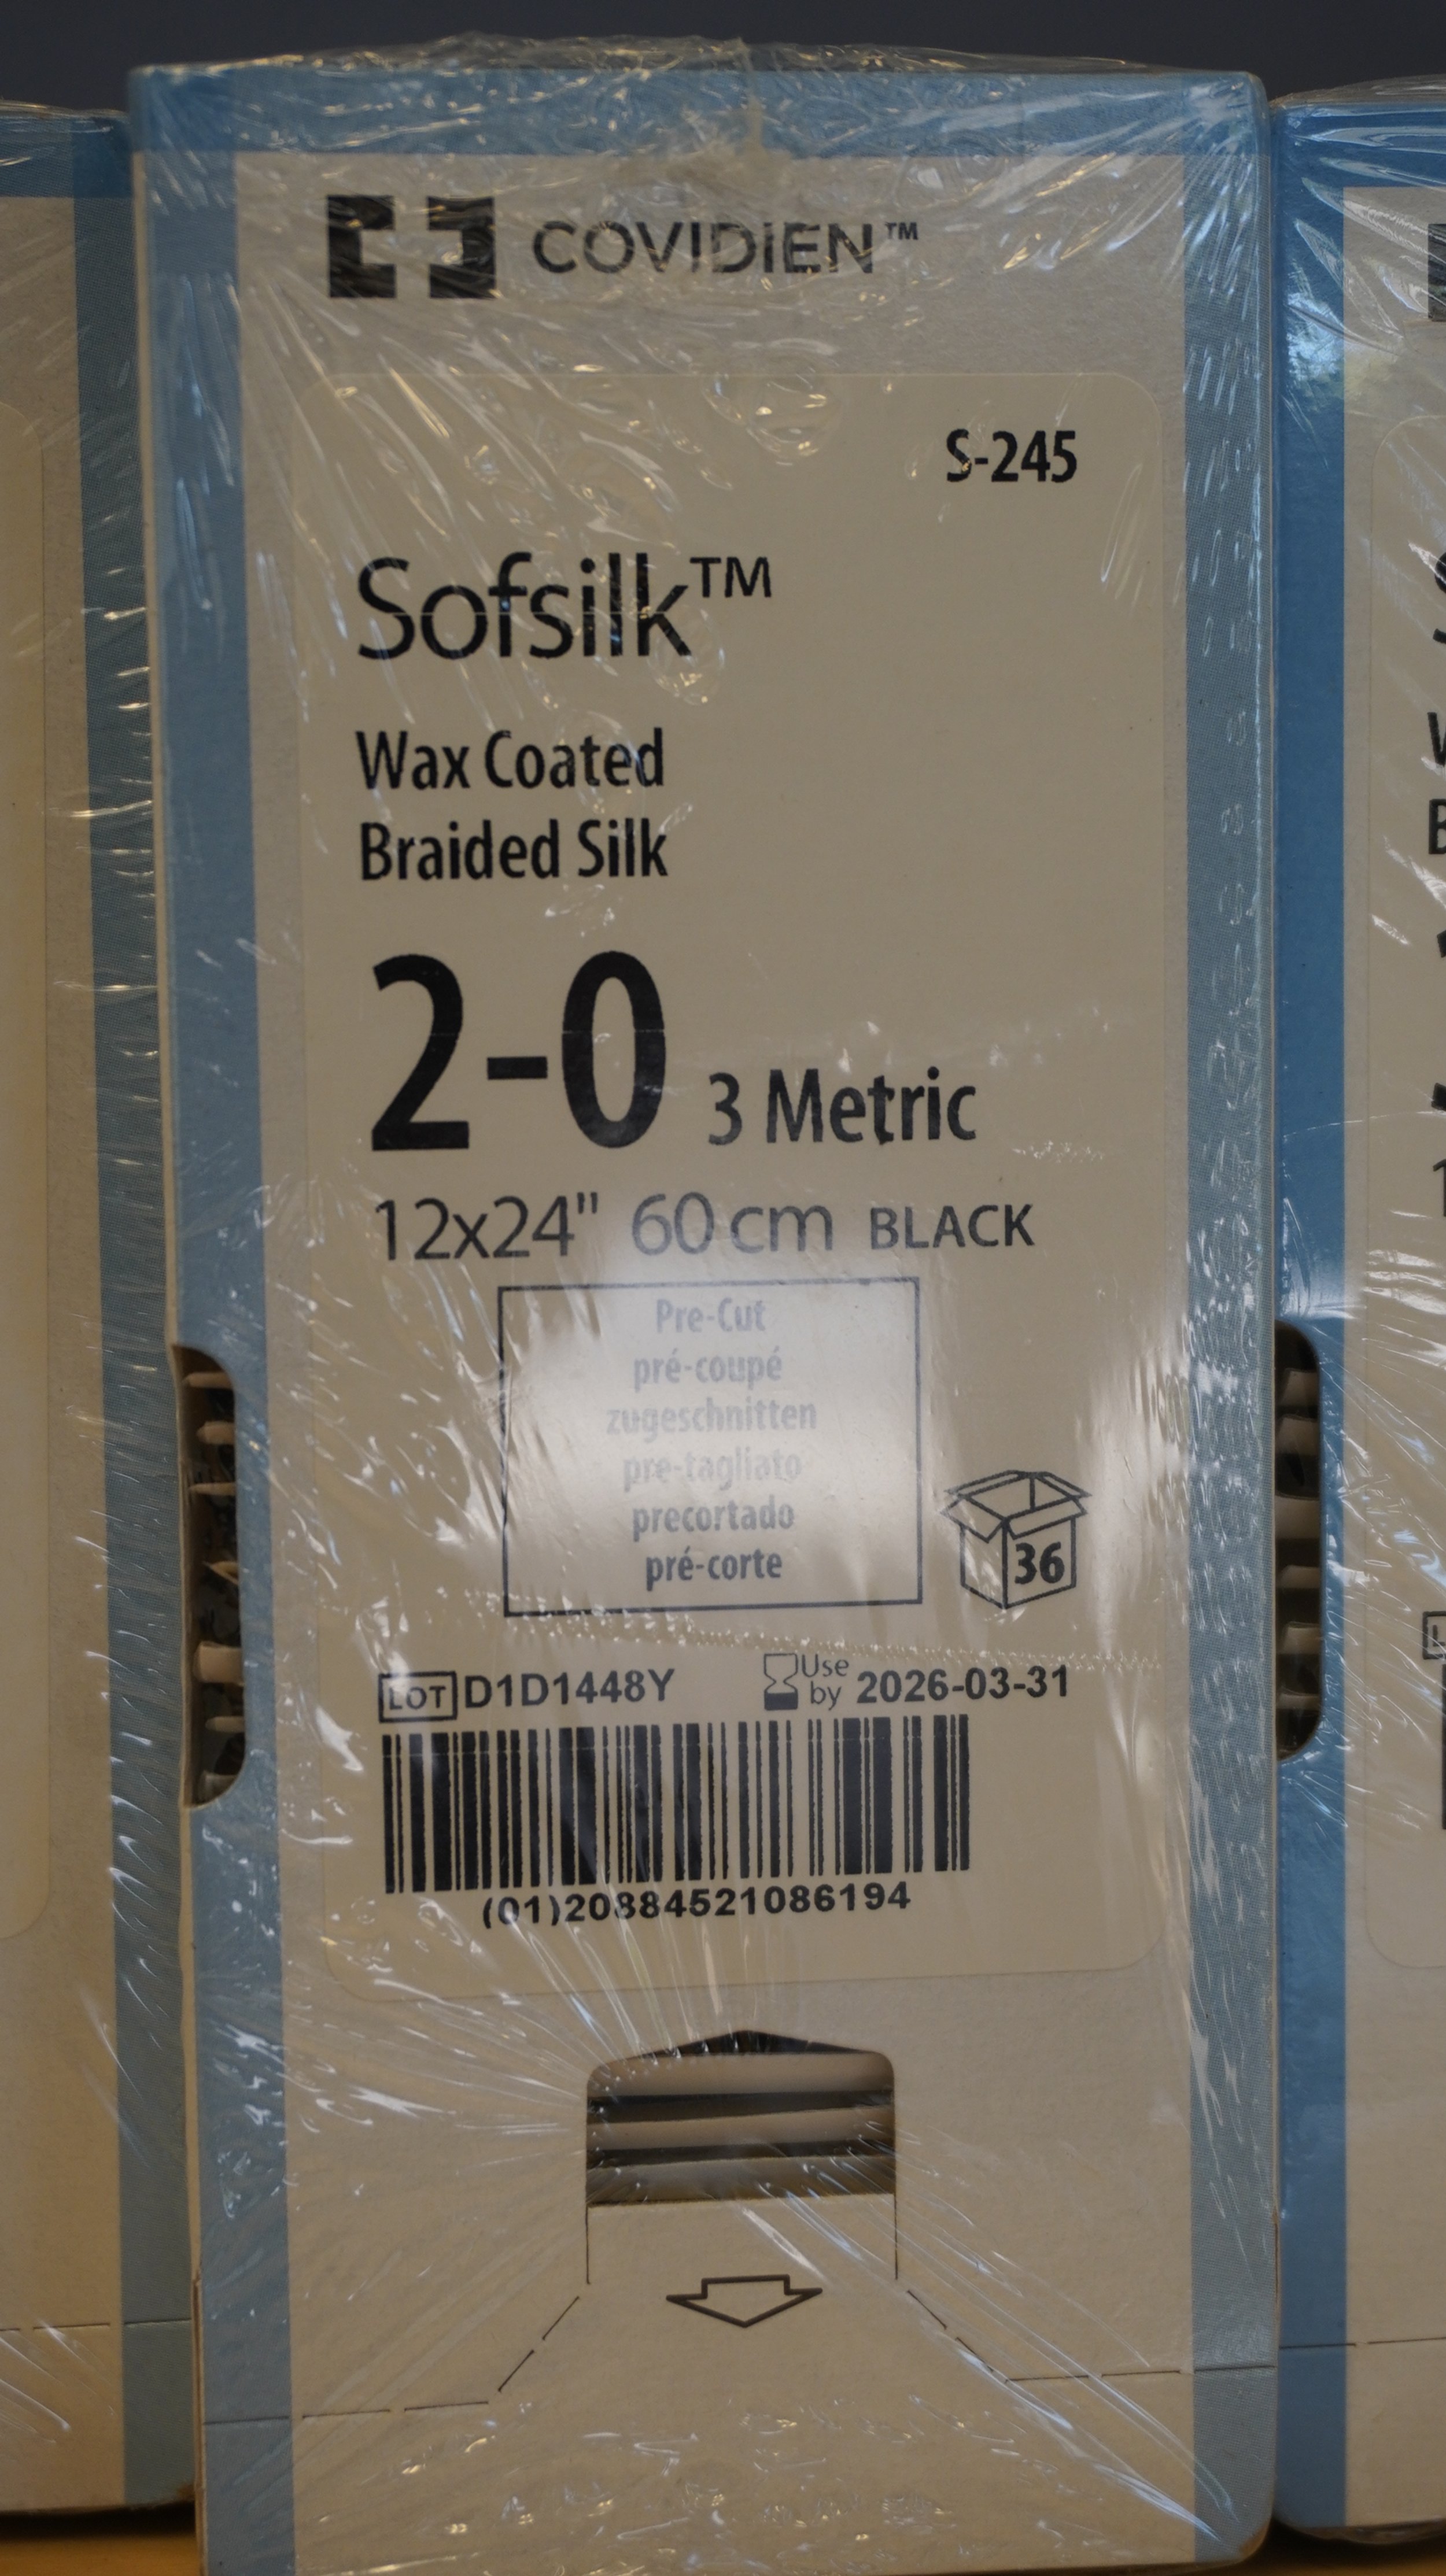 COVIDIEN™
S-245
Sofsilk™
Wax Coated
Braided Silk
2-0 3 Metric
12x24" 60 cm BLACK
Pre-Cut
pré-coupé
zugeschnitten
pre-tagliato
precortado
pré-corte
36
LOT D1D1448Y Use by 2026-03-31
(01)20884521086194